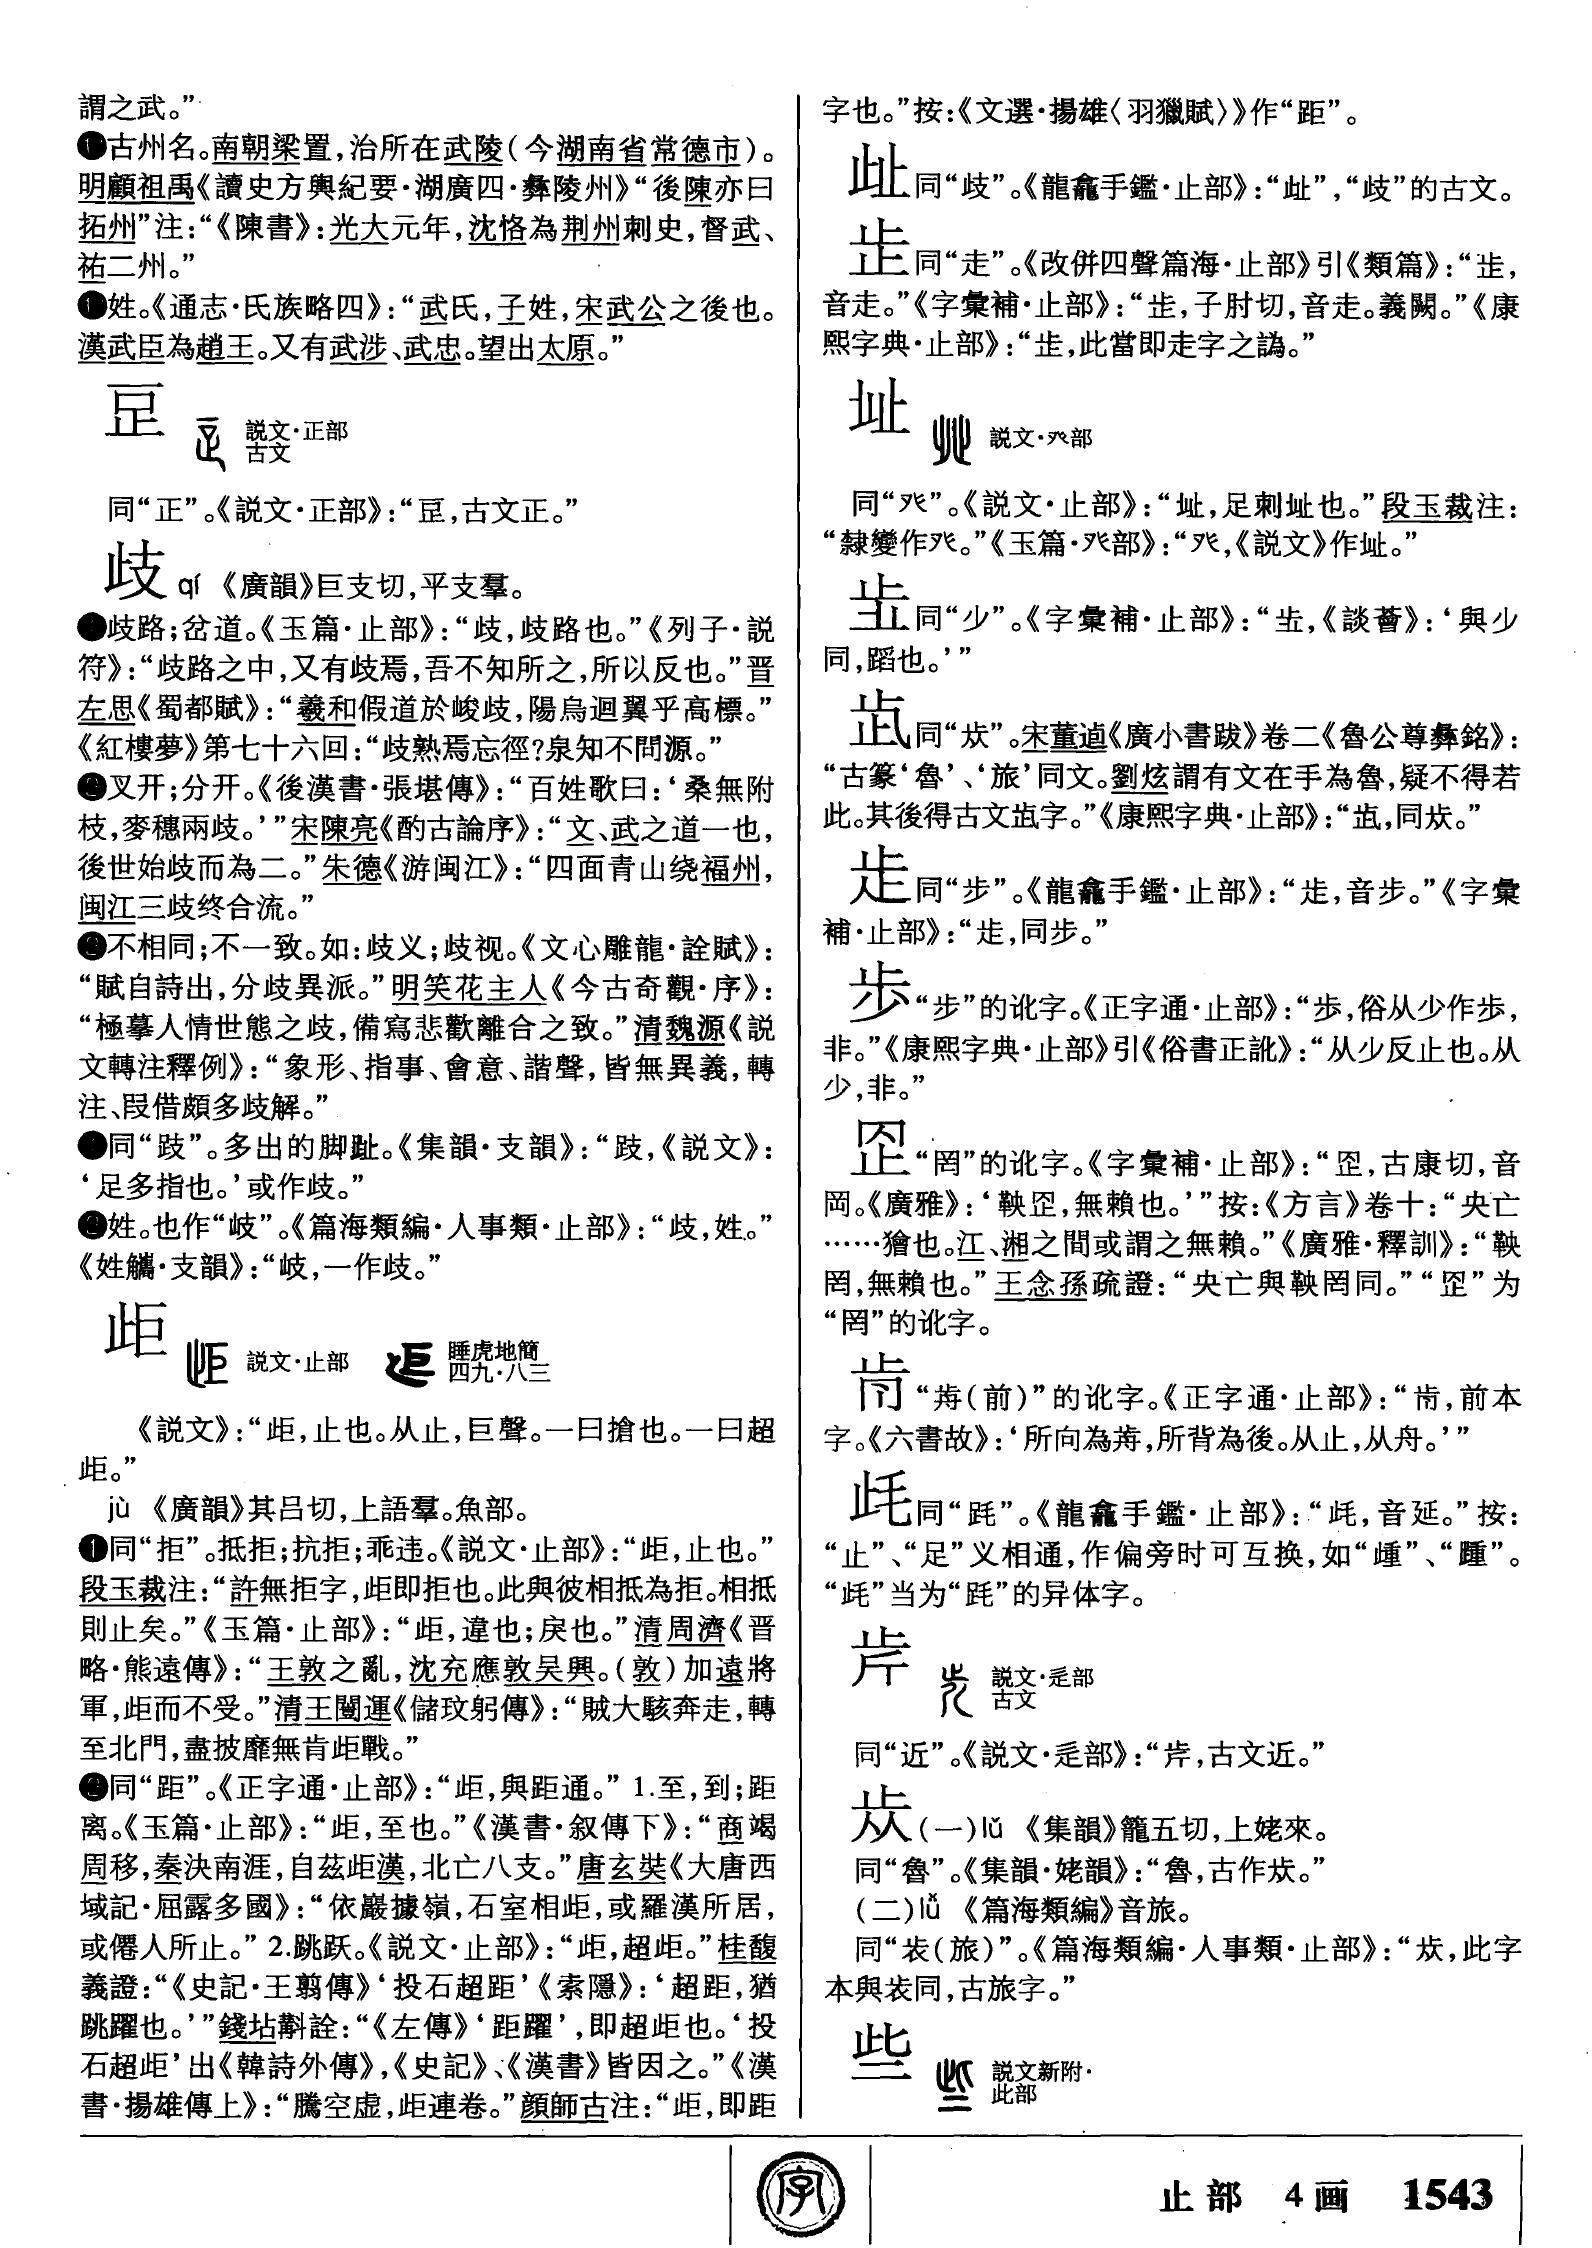 謂之武。”
古州名。南朝梁置，治所在武陵(今湖南省常德市)。
明顧祖禹《讀史方輿紀要·湖廣四·彝陵州》“後陳亦曰
拓州”注：“《陳書》：光大元年，沈恪為荆州刺史，督武、
祐二州。”
姓。《通志·氏族略四》：“武氏，子姓，宋武公之後也。
漢武臣為趙王。又有武涉、武忠。望出太原。”
𤴓 説文·正部
古文
同“正”。《説文·正部》：“，古文正。”
歧 qí 《廣韻》巨支切，平支羣。
歧路；岔道。《玉篇·止部》：“歧，歧路也。”《列子·説
符》：“歧路之中，又有歧焉，吾不知所之，所以反也。”晋
左思《蜀都賦》：“羲和假道於峻歧，陽烏迴翼乎高標。”
《紅樓夢》第七十六回：“歧熟焉忘徑?泉知不問源。”
❷叉开；分开。《後漢書·張堪傳》：“百姓歌曰：‘桑無附
枝，麥穗兩歧。’”宋陳亮《酌古論序》：“文、武之道一也，
後世始歧而為二。”朱德《游闽江》：“四面青山绕福州，
闽江三歧终合流。”
不相同；不一致。如：歧义；歧视。《文心雕龍·詮賦》：
“賦自詩出，分歧異派。”明笑花主人《今古奇觀·序》：
“極摹人情世態之歧，備寫悲歡離合之致。”清魏源《説
文轉注釋例》：“象形、指事、會意、諧聲，皆無異義，轉
注、叚借頗多歧解。”
同“跂”。多出的脚趾。《集韻·支韻》：“跂，《説文》：
‘足多指也。’或作歧。”
姓。也作“岐”。《篇海類編·人事類·止部》：“歧，姓。”
《姓觿·支韻》：“岐，一作歧。”
歫 説文·止部 睡虎地簡
四九·八三
《説文》：“歫，止也。从止，巨聲。一曰搶也。一曰超
歫。”
jù 《廣韻》其吕切，上語羣。魚部。
❶同“拒”。抵拒；抗拒；乖违。《説文·止部》：“歫，止也。”
段玉裁注：“許無拒字，歫即拒也。此與彼相抵為拒。相抵
則止矣。”《玉篇·止部》：“歫，違也；戾也。”清周濟《晋
略·熊遠傳》：“王敦之亂，沈充應敦吴興。(敦)加遠將
軍，歫而不受。”清王闓運《儲玟躬傳》：“賊大駭奔走，轉
至北門，盡披靡無肯歫戰。”
❷同“距”。《正字通·止部》：“歫，與距通。”1.至，到；距
离。《玉篇·止部》：“歫，至也。”《漢書·叙傳下》：“商竭
周移，秦決南涯，自茲歫漢，北亡八支。”唐玄奘《大唐西
域記·屈露多國》：“依巖據嶺，石室相歫，或羅漢所居，
或僊人所止。”2.跳跃。《説文·止部》：“歫，超歫。”桂馥
義證：“《史記·王翦傳》‘投石超距’《索隱》：‘超距，猶
跳躍也。’”錢坫斠詮：“《左傳》‘距躍’，即超歫也。‘投
石超歫’出《韓詩外傳》，《史記》、《漢書》皆因之。”《漢
書·揚雄傳上》：“騰空虚，歫連卷。”顔師古注：“歫，即距
字也。”按：《文選·揚雄〈羽獵賦〉》作“距”。
同“歧”。《龍龕手鑑·止部》：“”，“歧”的古文。
同“走”。《改併四聲篇海·止部》引《類篇》：“，
音走。”《字彙補·止部》：“，子肘切，音走。義闕。”《康
熙字典·止部》：“，此當即走字之譌。”
説文·癶部
同“癶”。《説文·止部》：“，足剌也。”段玉裁注：
“隸變作癶。”《玉篇·癶部》：“癶，《説文》作。”
同“少”。《字彙補·止部》：“，《談薈》：‘與少
同，蹈也。’”
同“𣥏”。宋董逌《廣小書跋》卷二《魯公尊彝銘》：
“古篆‘魯’、‘旅’同文。劉炫謂有文在手為魯，疑不得若
此。其後得古文字。”《康熙字典·止部》：“，同𣥏。”
同“步”。《龍龕手鑑·止部》：“，音步。”《字彙
補·止部》：“，同步。”
歩 “步”的讹字。《正字通·止部》：“歩，俗从少作歩，
非。”《康熙字典·止部》引《俗書正訛》：“从少反止也。从
少，非。”
“罔”的讹字。《字彙補·止部》：“，古康切，音
岡。《廣雅》：‘鞅，無賴也。’”按：《方言》卷十：“央亡
……獪也。江、湘之間或謂之無賴。”《廣雅·釋訓》：“鞅
罔，無賴也。”王念孫疏證：“央亡與鞅罔同。”“”为
“罔”的讹字。
“歬(前)”的讹字。《正字通·止部》：“，前本
字。《六書故》：‘所向為歬，所背為後。从止，从舟。’”
同“”。《龍龕手鑑·止部》：“，音延。”按：
“止”、“足”义相通，作偏旁时可互换，如“歱”、“踵”。
“”当为“”的异体字。
説文·辵部
古文
同“近”。《説文·辵部》：“，古文近。”
𣥏 (一)lǔ 《集韻》籠五切，上姥來。
同“魯”。《集韻·姥韻》：“魯，古作𣥏。”
(二)lǚ 《篇海類編》音旅。
同“(旅)”。《篇海類編·人事類·止部》：“𣥏，此字
本與同，古旅字。”
些 説文新附·
此部
字
止部 4画 1543